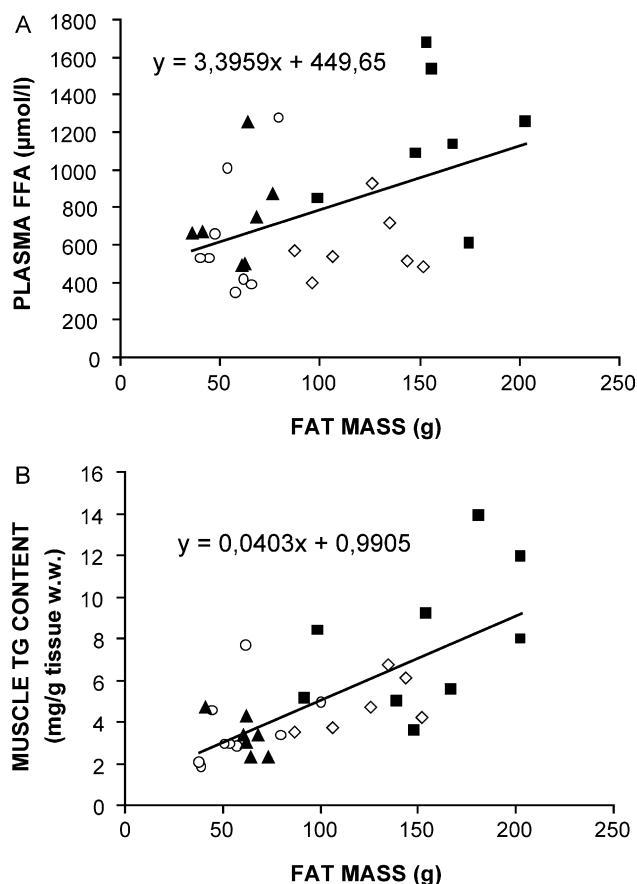 A
1800
1600
1400
1200
1000
800
600
400
200
0
PLASMA FFA (µmol/l)
y = 3,3959x + 449,65
0 50 100 150 200 250
FAT MASS (g)
B
16
14
12
10
8
6
4
2
0
MUSCLE TG CONTENT
(mg/g tissue w.w.)
y = 0,0403x + 0,9905
0 50 100 150 200 250
FAT MASS (g)